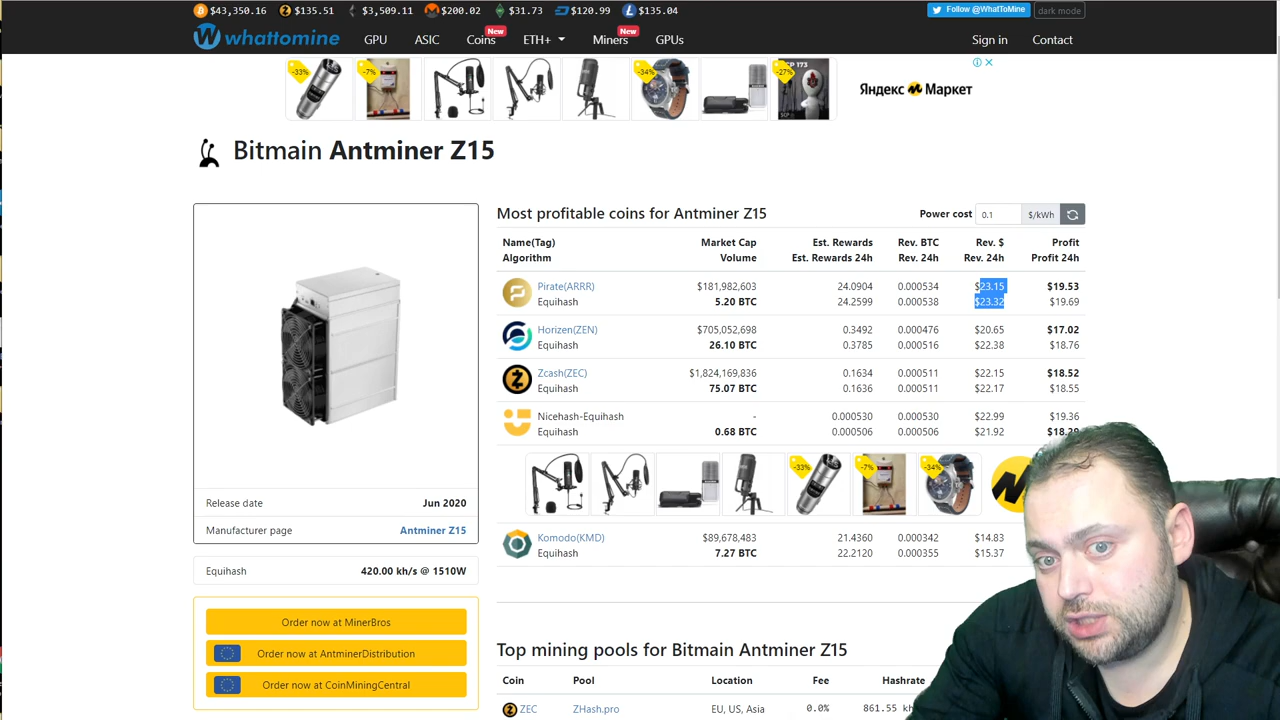 $43,350.16 $135.51 $3,509.11 $200.02 $31.73 $120.99 $135.04 Follow @WhatToMine dark mode
whattomine GPU ASIC Coins New ETH+ Miners New GPUs Sign in Contact
-33% -7% -34% -27% SCP 173 Яндекс Маркет
Bitmain Antminer Z15
Most profitable coins for Antminer Z15 Power cost 0.1 $/kWh
Name(Tag) Market Cap Est. Rewards Rev. BTC Rev. $ Profit
Algorithm Volume Est. Rewards 24h Rev. 24h Rev. 24h Profit 24h
Pirate(ARRR) $181,982,603 24.0904 0.000534 $23.15 $19.53
Equihash 5.20 BTC 24.2599 0.000538 $23.32 $19.69
Horizen(ZEN) $705,052,698 0.3492 0.000476 $20.65 $17.02
Equihash 26.10 BTC 0.3785 0.000516 $22.38 $18.76
Zcash(ZEC) $1,824,169,836 0.1634 0.000511 $22.15 $18.52
Equihash 75.07 BTC 0.1636 0.000511 $22.17 $18.55
Nicehash-Equihash - 0.000530 0.000530 $22.99 $19.36
Equihash 0.68 BTC 0.000506 0.000506 $21.92
-33% -7% -34%
Komodo(KMD) $89,678,483 21.4360 0.000342 $14.83
Equihash 7.27 BTC 22.2120 0.000355 $15.37
Release date Jun 2020
Manufacturer page Antminer Z15
Equihash 420.00 kh/s @ 1510W
Order now at MinerBros
Order now at AntminerDistribution
Order now at CoinMiningCentral
Top mining pools for Bitmain Antminer Z15
Coin Pool Location Fee Hashrate
ZEC ZHash.pro EU, US, Asia 0.0% 861.55 kh/s